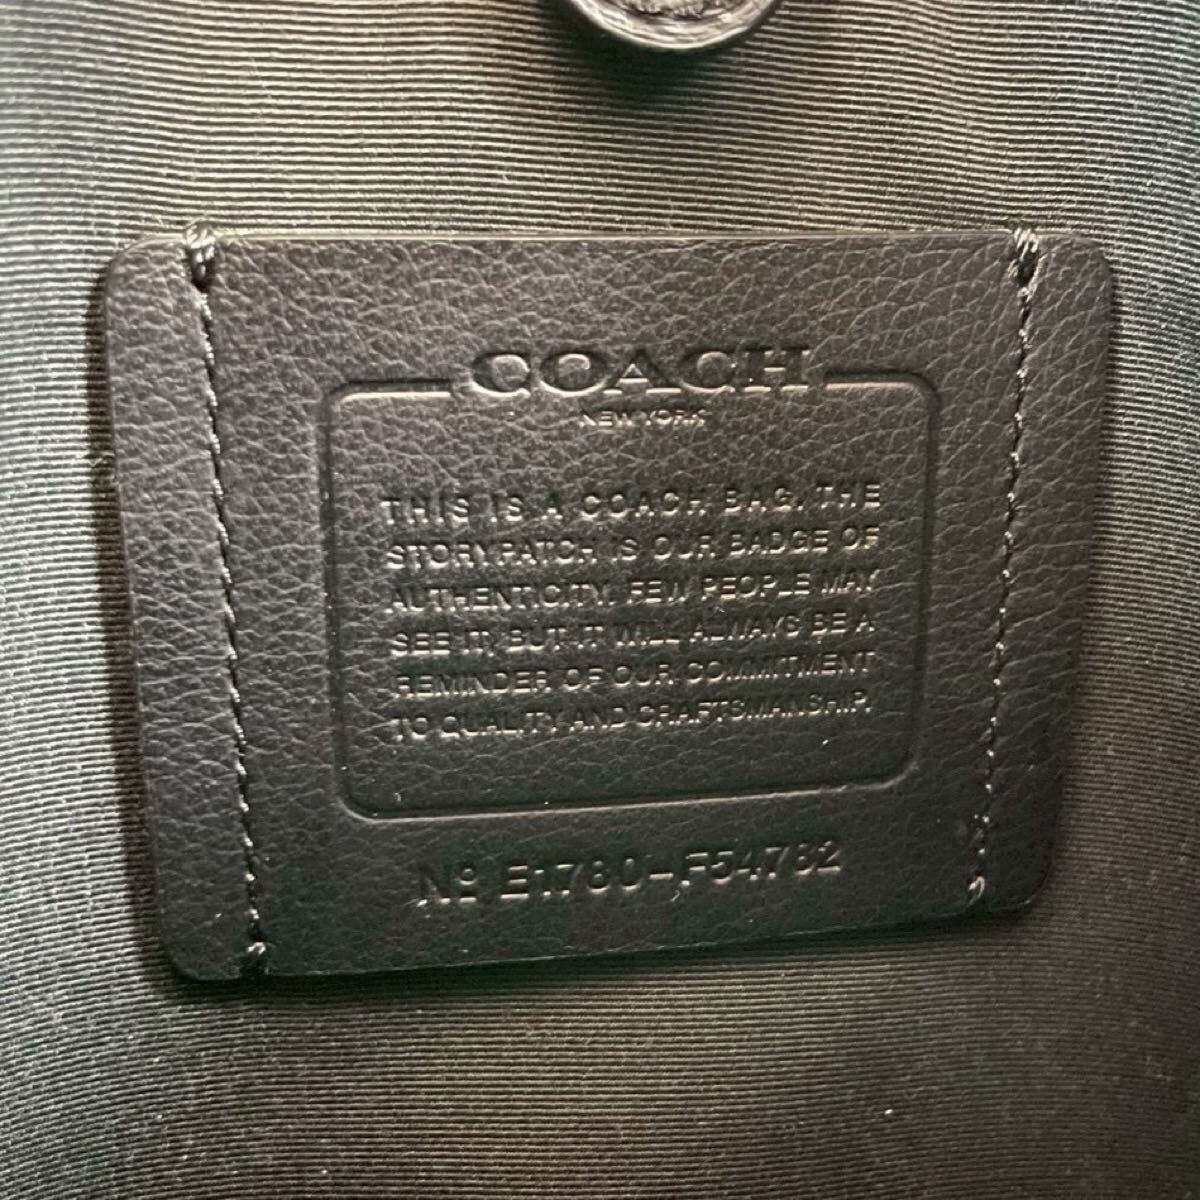 COACH
NEW YORK
THIS IS A COACH BAG. THE
STORYPATCH IS OUR BADGE OF
AUTHENTICITY. FEW PEOPLE MAY
SEE IT, BUT IT WILL ALWAYS BE A
REMINDER OF OUR COMMITMENT
TO QUALITY AND CRAFTSMANSHIP.
Nº E1780-F54782